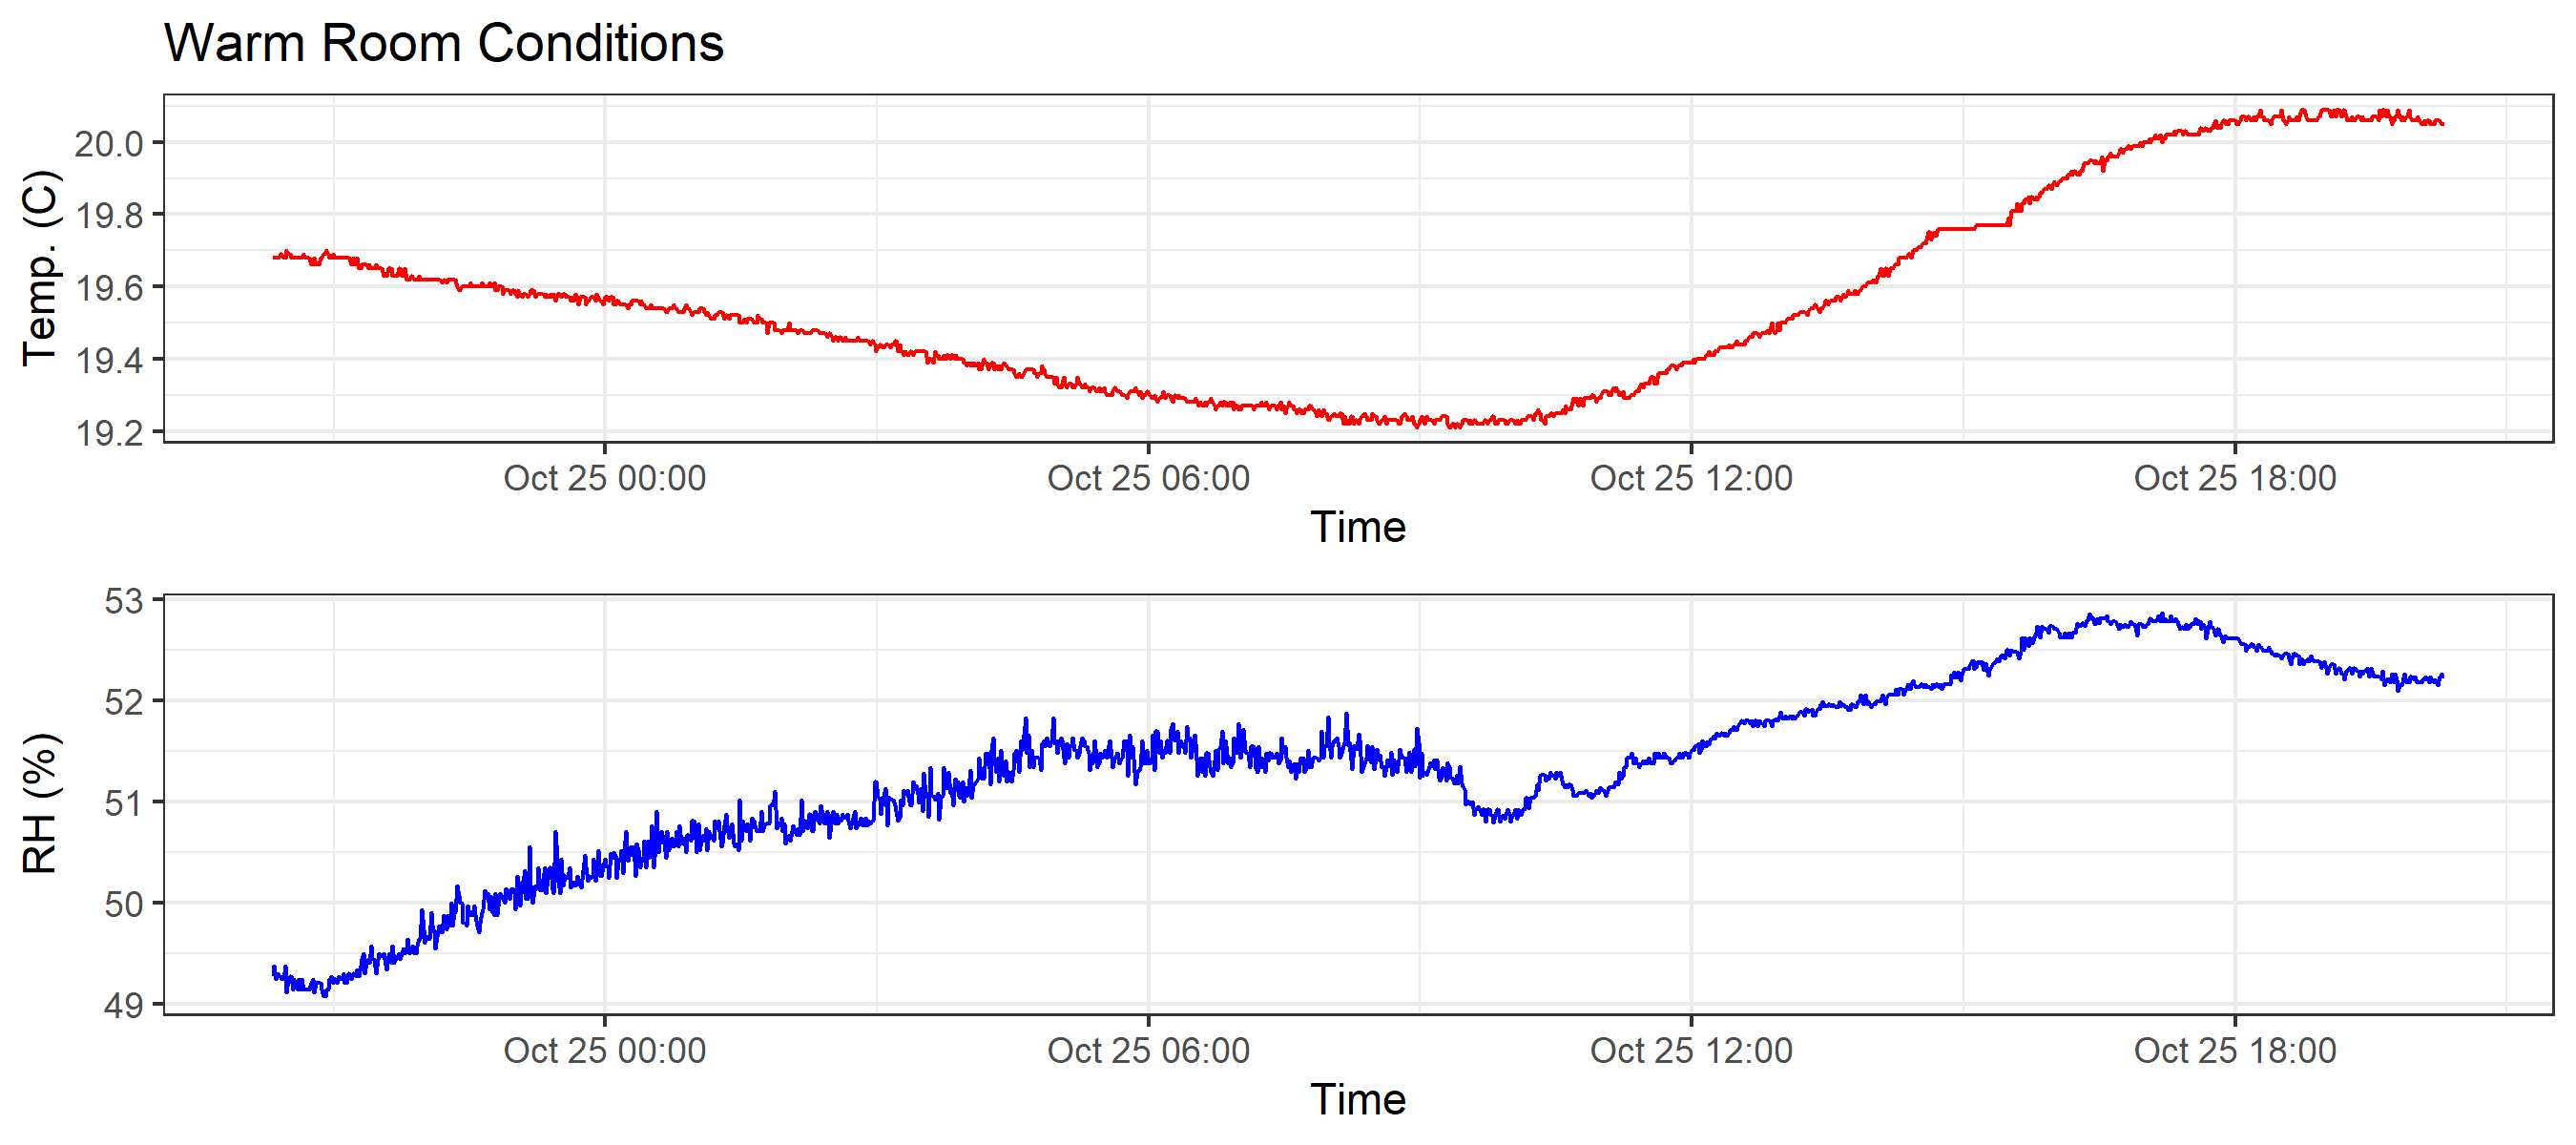 Warm Room Conditions
Temp. (C)
20.0
19.8
19.6
19.4
19.2
Oct 25 00:00 Oct 25 06:00 Oct 25 12:00 Oct 25 18:00
Time
RH (%)
53
52
51
50
49
Oct 25 00:00 Oct 25 06:00 Oct 25 12:00 Oct 25 18:00
Time